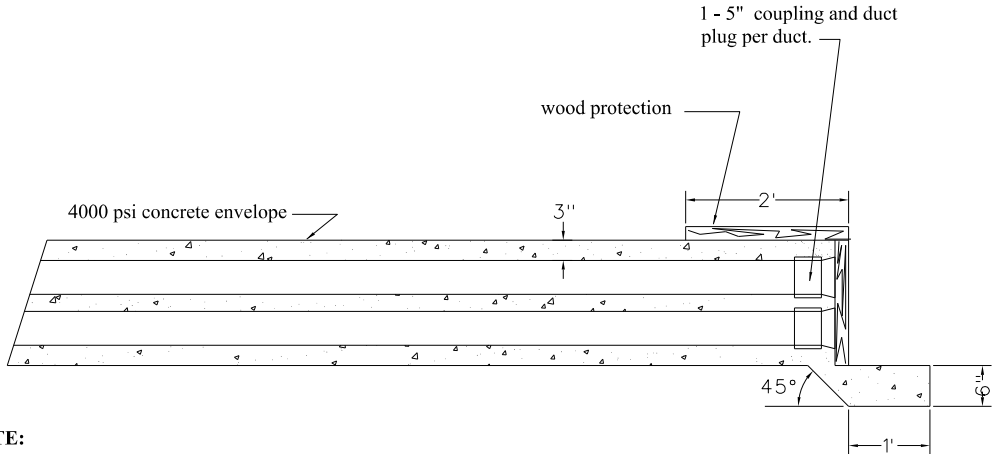 1 - 5" coupling and duct
plug per duct.
wood protection
2'
4000 psi concrete envelope
3"
45°
6"
TE:
1'